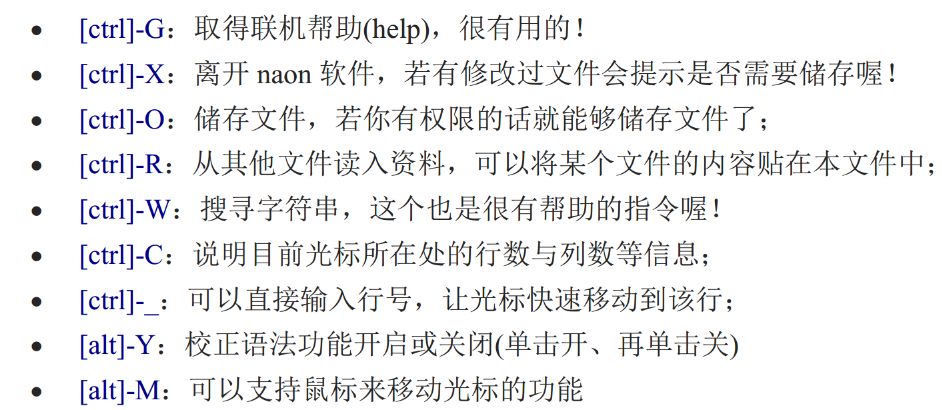 • [ctrl]-G：取得联机帮助(help)，很有用的！
• [ctrl]-X：离开 naon 软件，若有修改过文件会提示是否需要储存喔！
• [ctrl]-O：储存文件，若你有权限的话就能够储存文件了；
• [ctrl]-R：从其他文件读入资料，可以将某个文件的内容贴在本文件中；
• [ctrl]-W：搜寻字符串，这个也是很有帮助的指令喔！
• [ctrl]-C：说明目前光标所在处的行数与列数等信息；
• [ctrl]-_：可以直接输入行号，让光标快速移动到该行；
• [alt]-Y：校正语法功能开启或关闭(单击开、再单击关)
• [alt]-M：可以支持鼠标来移动光标的功能